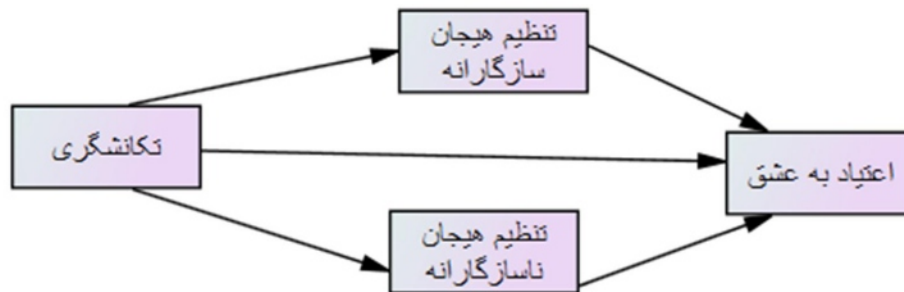 تنظیم هیجان
سازگارانه
تکانشگری
اعتیاد به عشق
تنظیم هیجان
ناسازگارانه